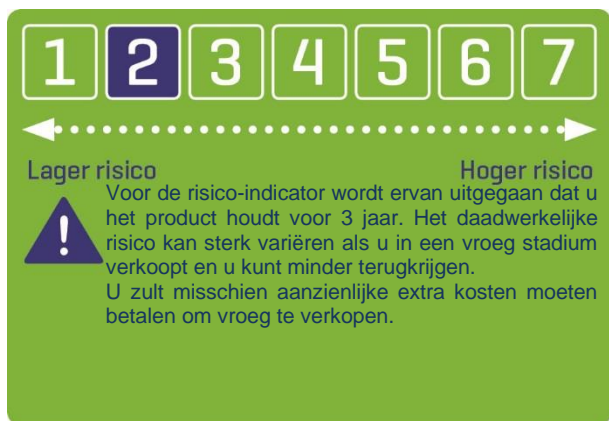 1 2 3 4 5 6 7
Lager risico Hoger risico
Voor de risico-indicator wordt ervan uitgegaan dat u
het product houdt voor 3 jaar. Het daadwerkelijke
risico kan sterk variëren als u in een vroeg stadium
verkoopt en u kunt minder terugkrijgen.
U zult misschien aanzienlijke extra kosten moeten
betalen om vroeg te verkopen.